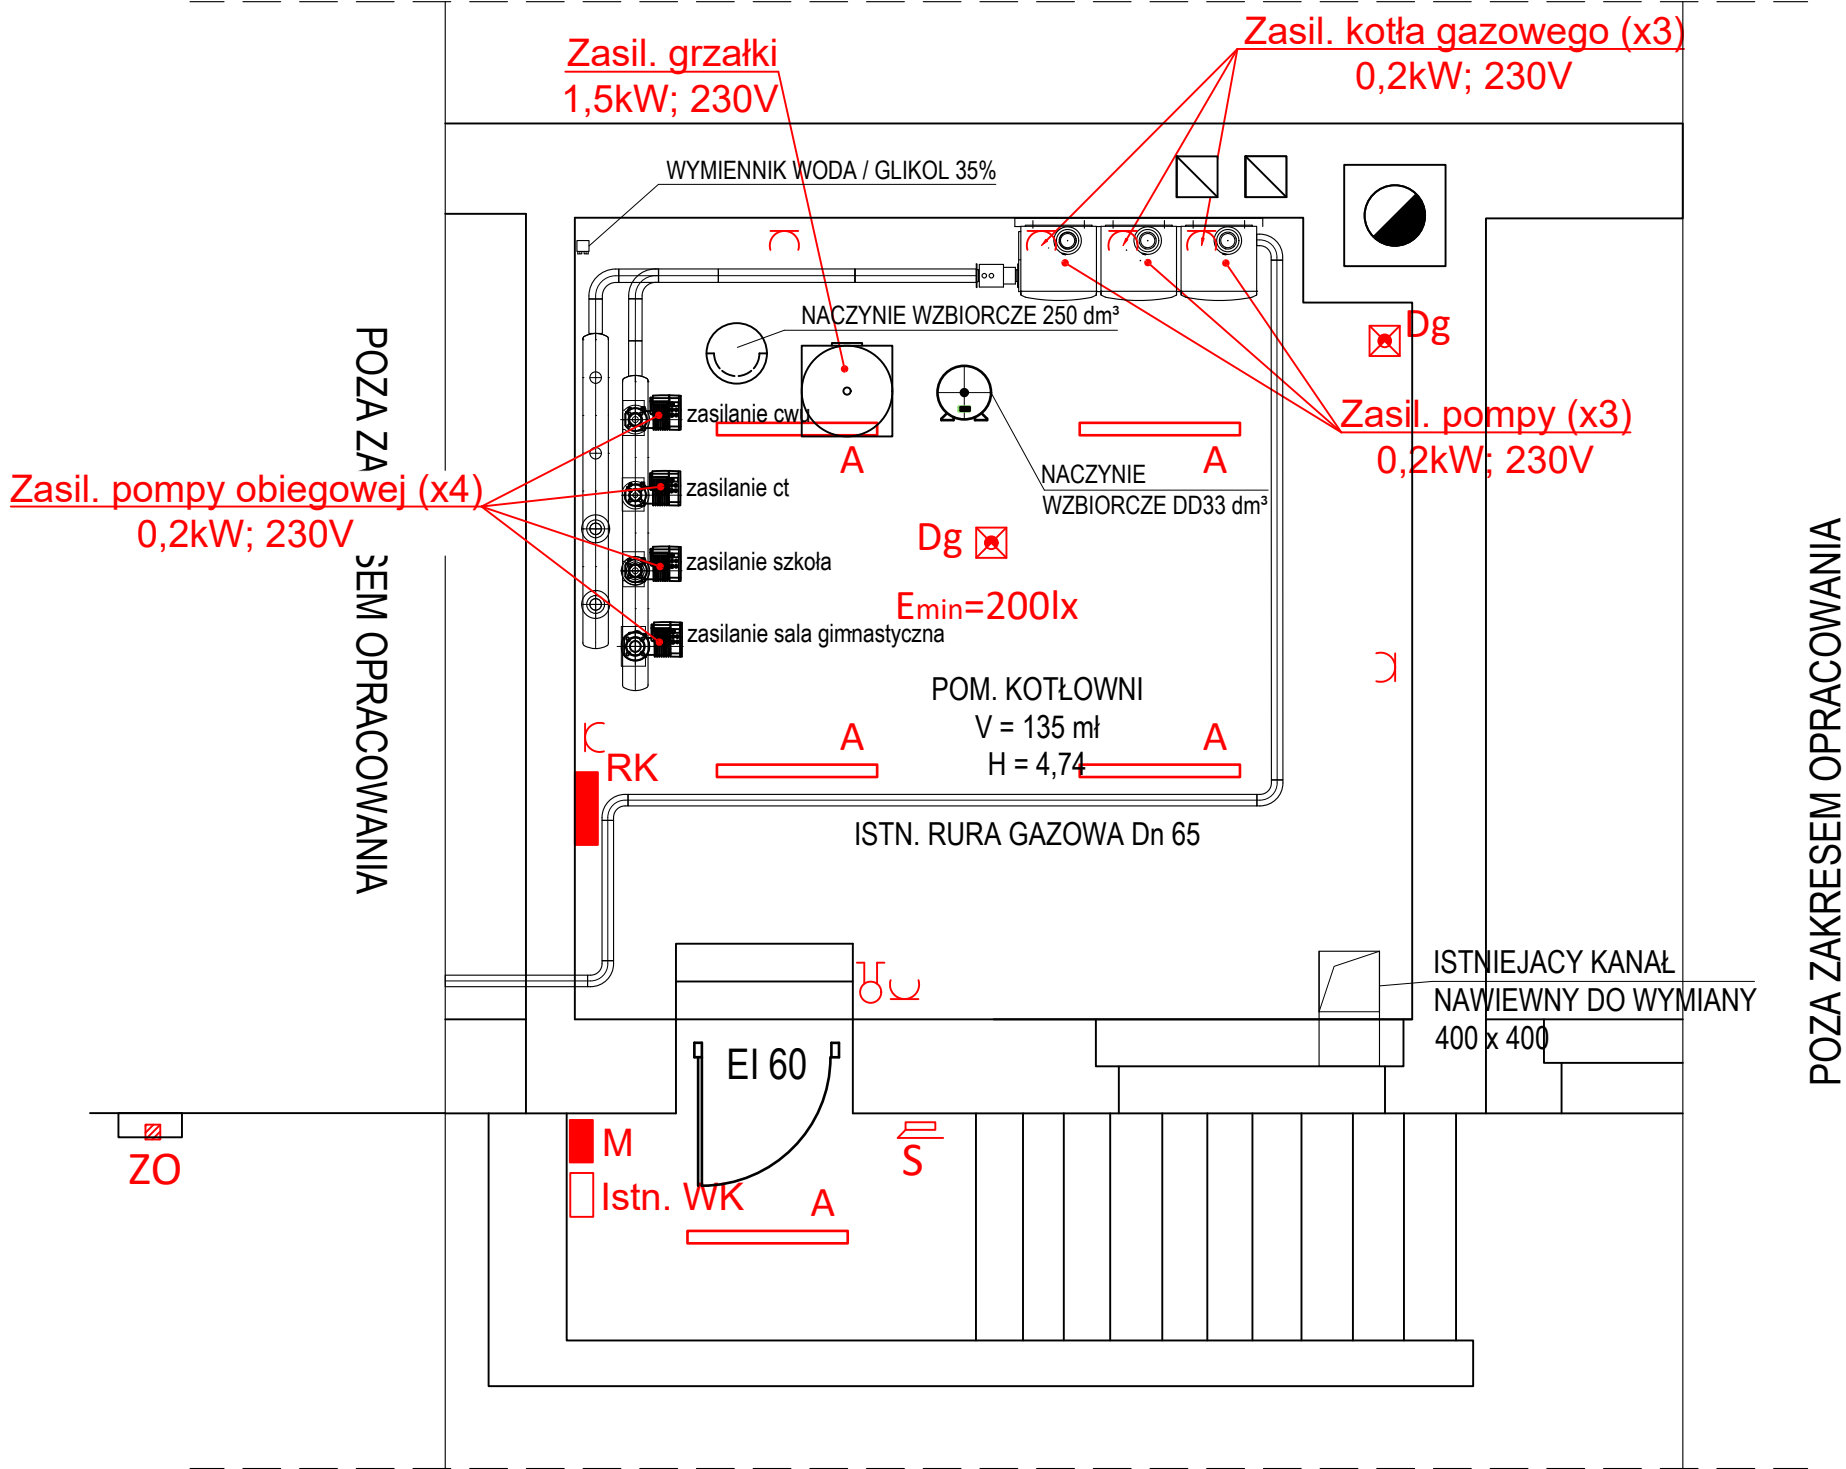 Zasil. grzałki
1,5kW; 230V
Zasil. kotła gazowego (x3)
0,2kW; 230V
WYMIENNIK WODA / GLIKOL 35%
NACZYNIE WZBIORCZE 250 dm³
Dg
zasilanie cwu
A
A
Zasil. pompy (x3)
0,2kW; 230V
NACZYNIE
WZBIORCZE DD33 dm³
Zasil. pompy obiegowej (x4)
0,2kW; 230V
zasilanie ct
Dg
zasilanie szkoła
Emin=200lx
zasilanie sala gimnastyczna
POM. KOTŁOWNI
V = 135 mł
H = 4,74
A
A
RK
ISTN. RURA GAZOWA Dn 65
POZA ZA SEM OPRACOWANIA
POZA ZAKRESEM OPRACOWANIA
ISTNIEJACY KANAŁ
NAWIEWNY DO WYMIANY
400 x 400
EI 60
M
S
ZO
Istn. WK
A